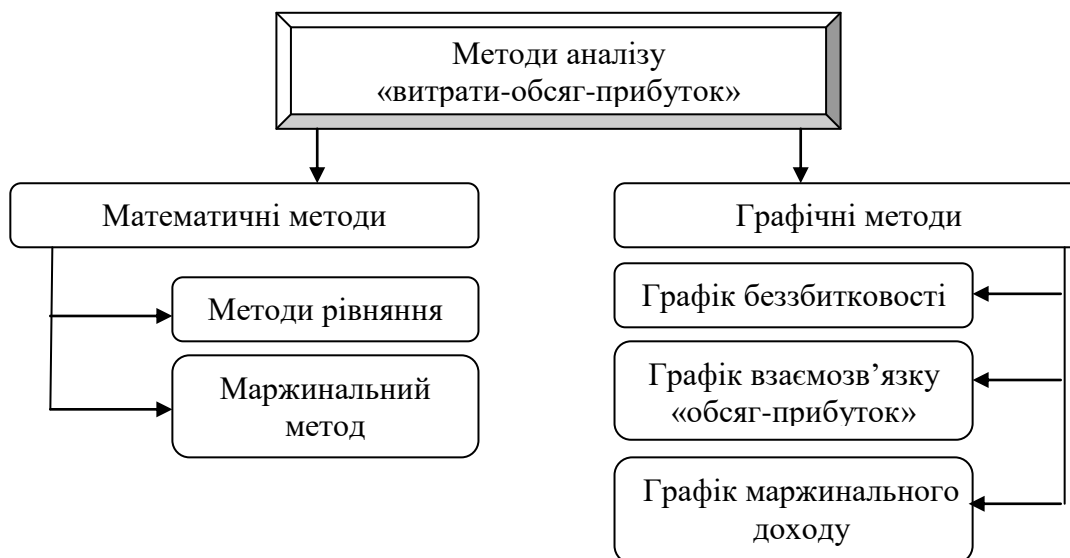 Методи аналізу
«витрати-обсяг-прибуток»
Математичні методи
Методи рівняння
Маржинальний
метод
Графічні методи
Графік беззбитковості
Графік взаємозв’язку
«обсяг-прибуток»
Графік маржинального
доходу